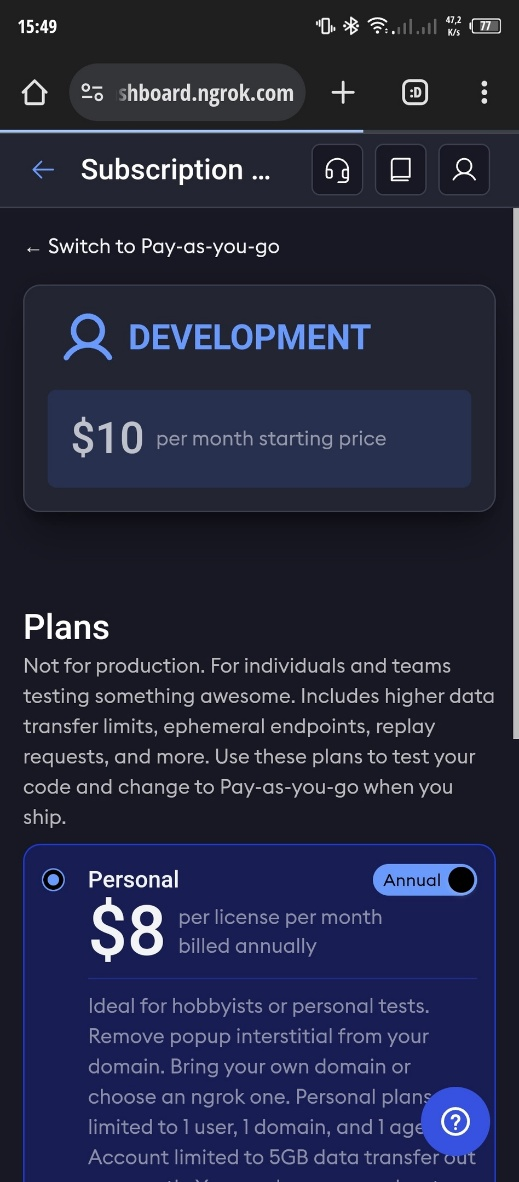 15:49
47,2
K/s
77
shboard.ngrok.com
:D
Subscription ...
← Switch to Pay-as-you-go
DEVELOPMENT
$10 per month starting price
Plans
Not for production. For individuals and teams
testing something awesome. Includes higher data
transfer limits, ephemeral endpoints, replay
requests, and more. Use these plans to test your
code and change to Pay-as-you-go when you
ship.
Personal
Annual
$8 per license per month
billed annually
Ideal for hobbyists or personal tests.
Remove popup interstitial from your
domain. Bring your own domain or
choose an ngrok one. Personal plans
limited to 1 user, 1 domain, and 1 age
?
Account limited to 5GB data transfer out